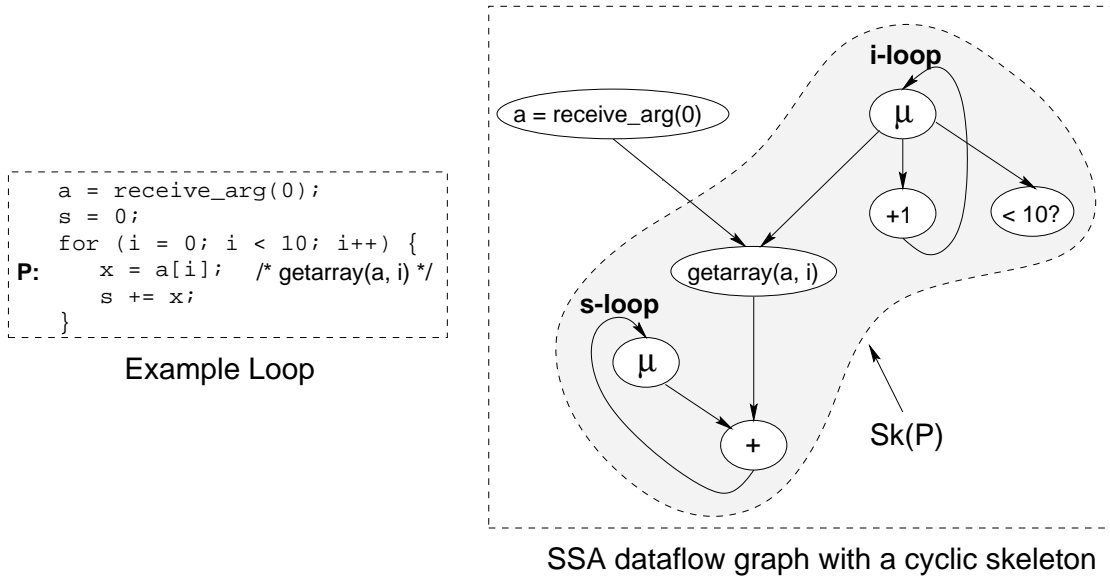 a = receive_arg(0);
s = 0;
for (i = 0; i < 10; i++) {
P: x = a[i]; /* getarray(a, i) */
s += x;
}
Example Loop
i-loop
a = receive_arg(0)
μ
+1
< 10?
getarray(a, i)
s-loop
μ
+
Sk(P)
SSA dataflow graph with a cyclic skeleton